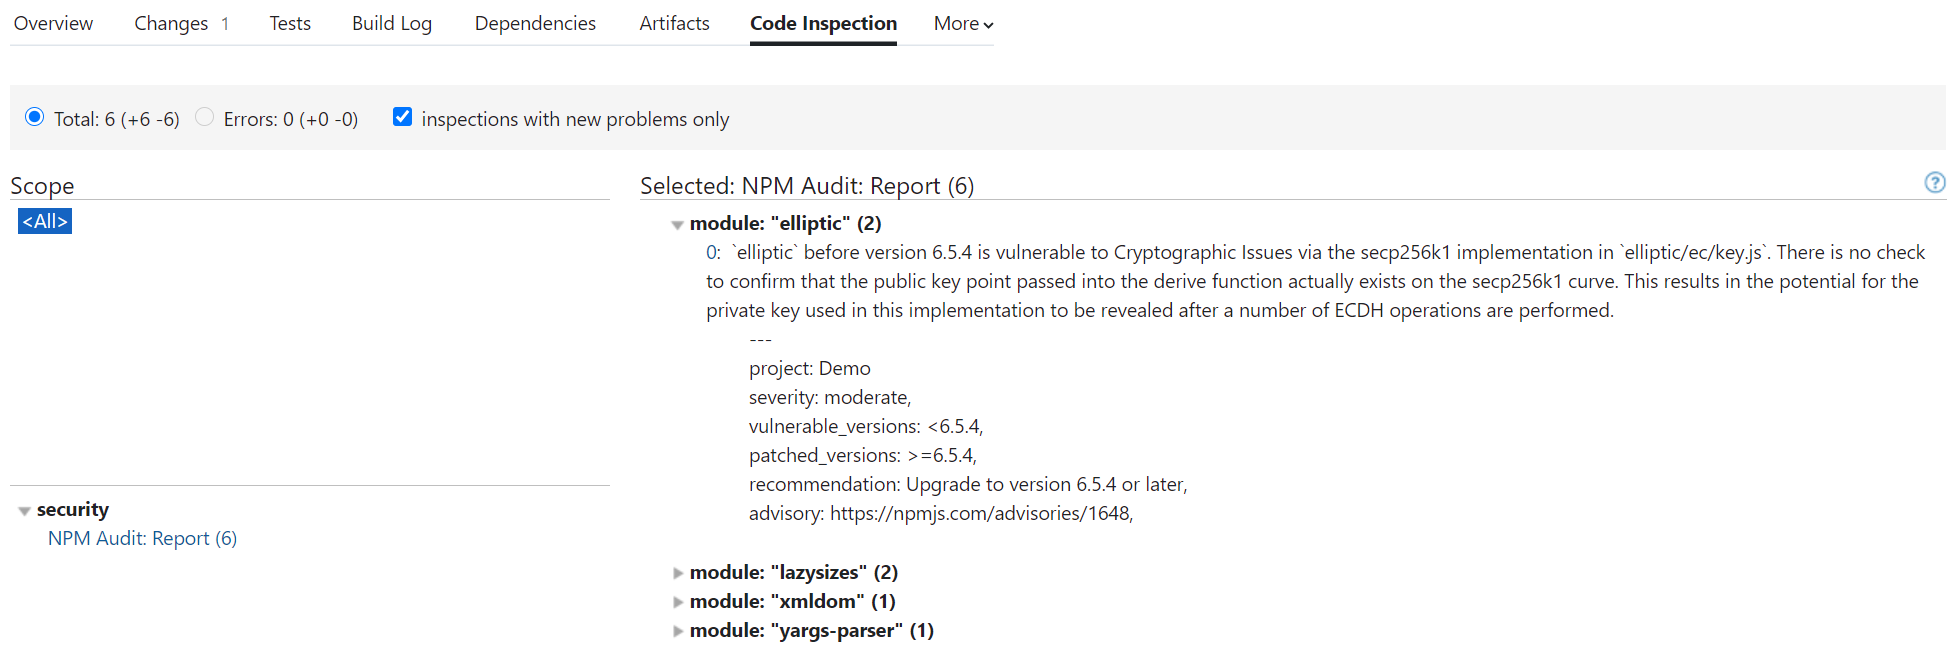 Overview Changes 1 Tests Build Log Dependencies Artifacts Code Inspection More
Total: 6 (+6 -6) Errors: 0 (+0 -0) inspections with new problems only
Scope
<All>
security
NPM Audit: Report (6)
Selected: NPM Audit: Report (6)
?
module: "elliptic" (2)
0: `elliptic` before version 6.5.4 is vulnerable to Cryptographic Issues via the secp256k1 implementation in `elliptic/ec/key.js`. There is no check
to confirm that the public key point passed into the derive function actually exists on the secp256k1 curve. This results in the potential for the
private key used in this implementation to be revealed after a number of ECDH operations are performed.
---
project: Demo
severity: moderate,
vulnerable_versions: <6.5.4,
patched_versions: >=6.5.4,
recommendation: Upgrade to version 6.5.4 or later,
advisory: https://npmjs.com/advisories/1648,
module: "lazysizes" (2)
module: "xmldom" (1)
module: "yargs-parser" (1)